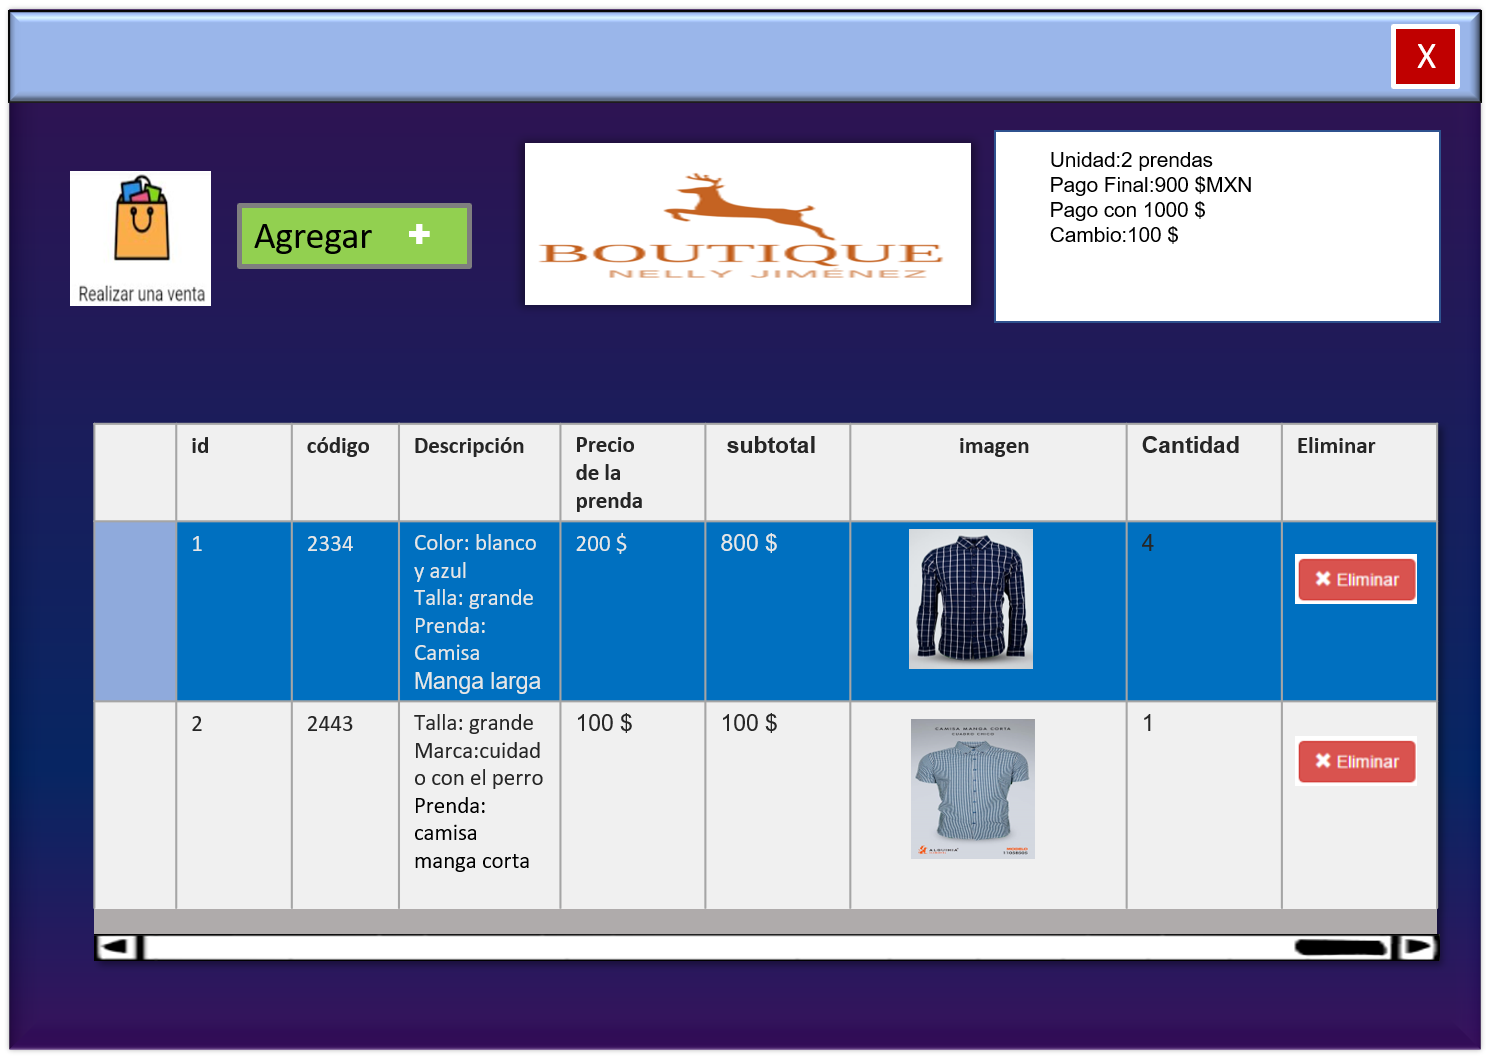 X
Realizar una venta
Agregar +
BOUTIQUE
NELLY JIMÉNEZ
Unidad:2 prendas
Pago Final:900 $MXN
Pago con 1000 $
Cambio:100 $
id
código
Descripción
Precio
de la
prenda
subtotal
imagen
Cantidad
Eliminar
1
2334
Color: blanco
y azul
Talla: grande
Prenda:
Camisa
Manga larga
200 $
800 $
4
Eliminar
2
2443
Talla: grande
Marca:cuidad
o con el perro
Prenda:
camisa
manga corta
100 $
100 $
CAMISA MANGA CORTA
CUADRO CHICO
1
Eliminar